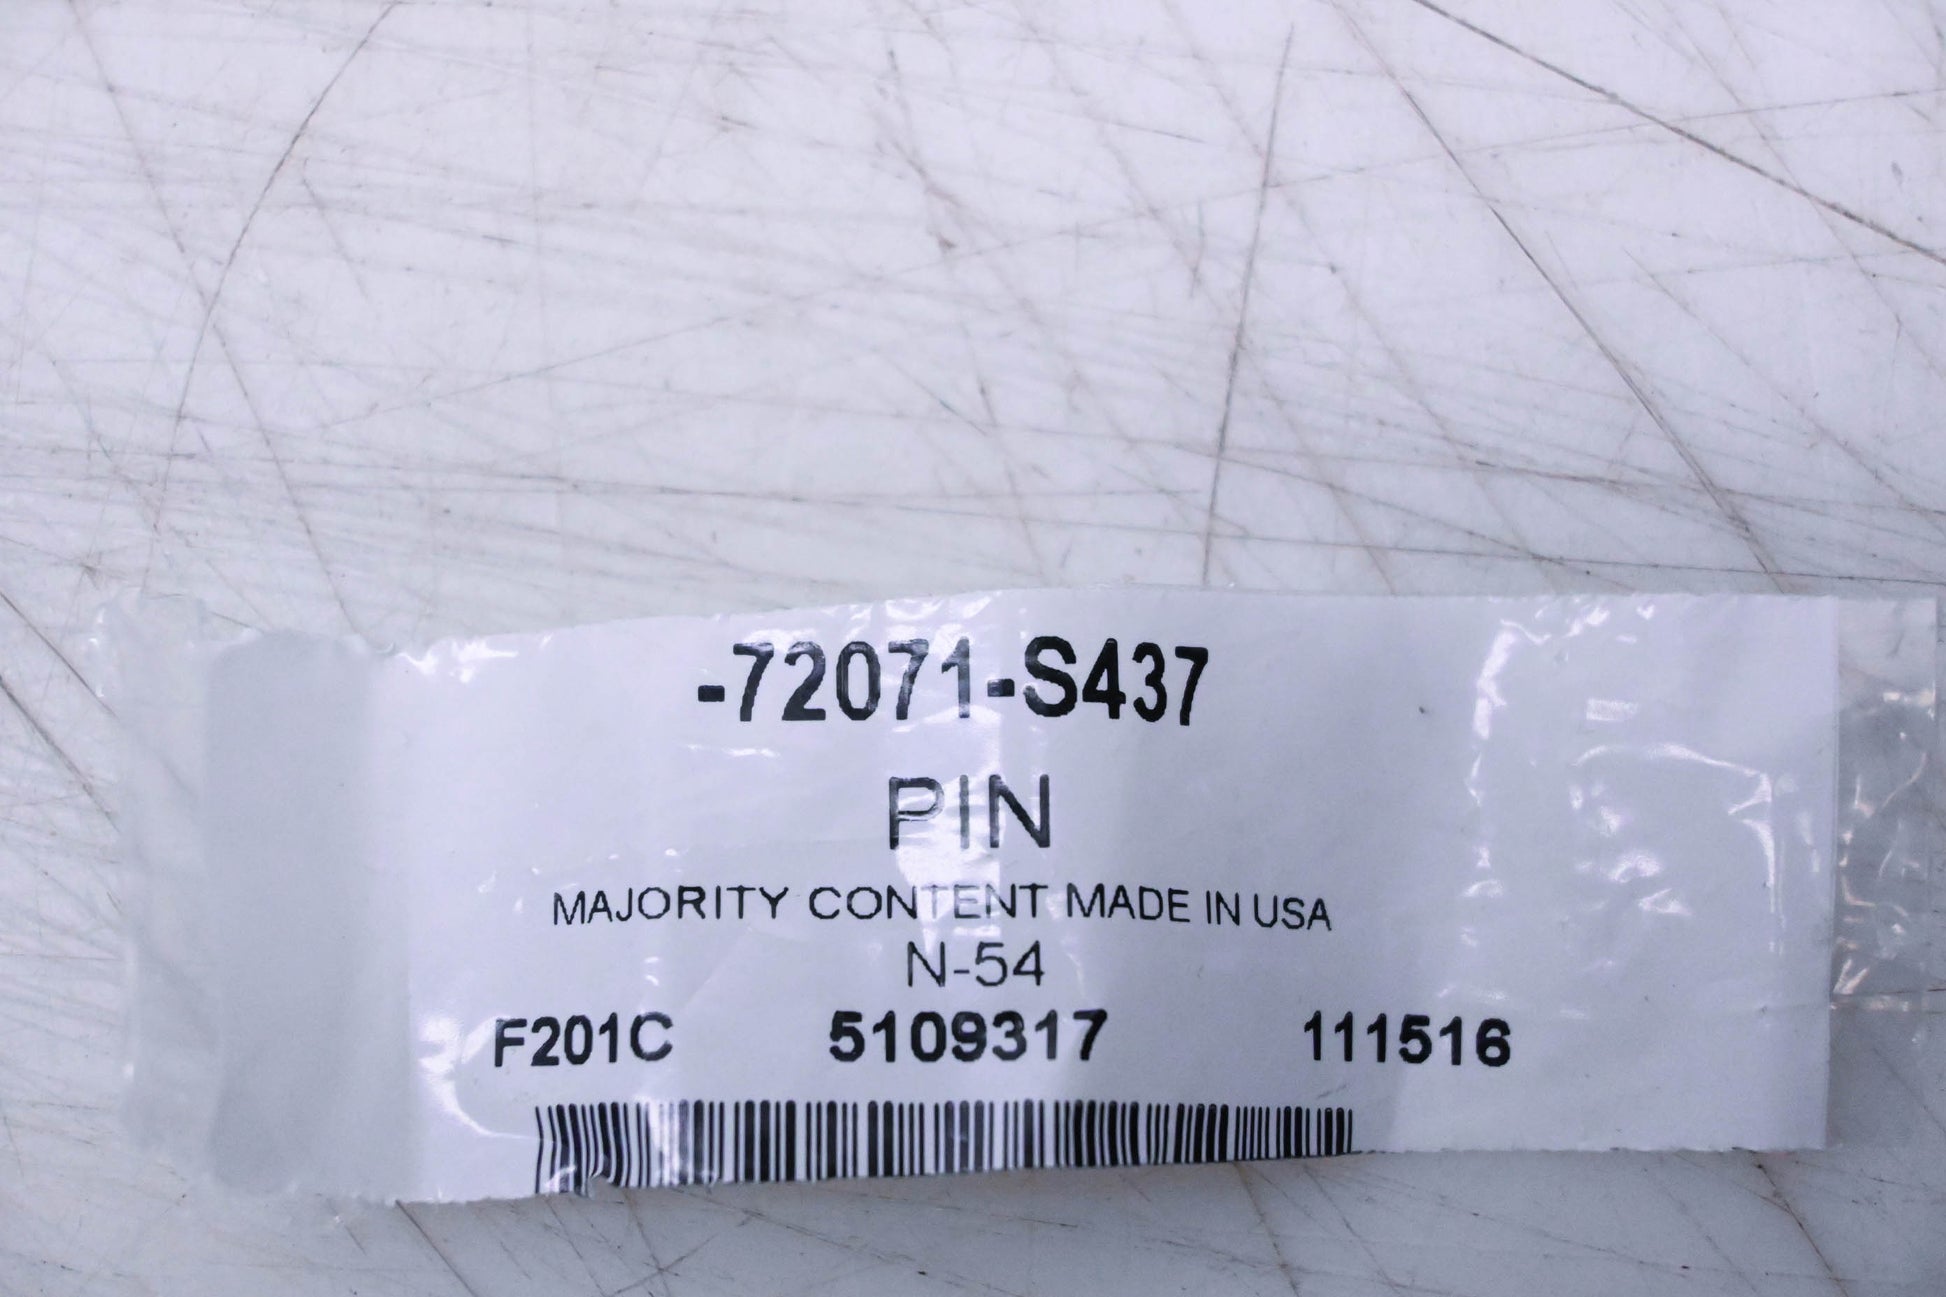 -72071-S437
PIN
MAJORITY CONTENT MADE IN USA
N-54
F201C 5109317 111516